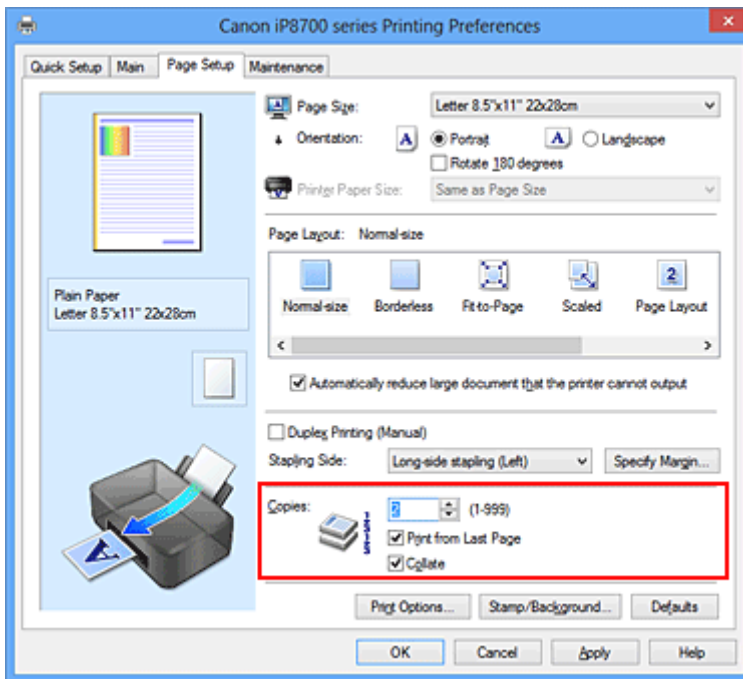 Canon iP8700 series Printing Preferences
Quick Setup Main Page Setup Maintenance
Page Size: Letter 8.5"x11" 22x28cm
Orientation: A Portrait A Landscape
Rotate 180 degrees
Printer Paper Size: Same as Page Size
Page Layout: Normal-size
2
Normal-size Borderless Fit-to-Page Scaled Page Layout
Plain Paper
Letter 8.5"x11" 22x28cm
Automatically reduce large document that the printer cannot output
Duplex Printing (Manual)
Stapling Side: Long-side stapling (Left) Specify Margin...
Copies: 2 (1-999)
Print from Last Page
Collate
A
Print Options... Stamp/Background... Defaults
OK Cancel Apply Help